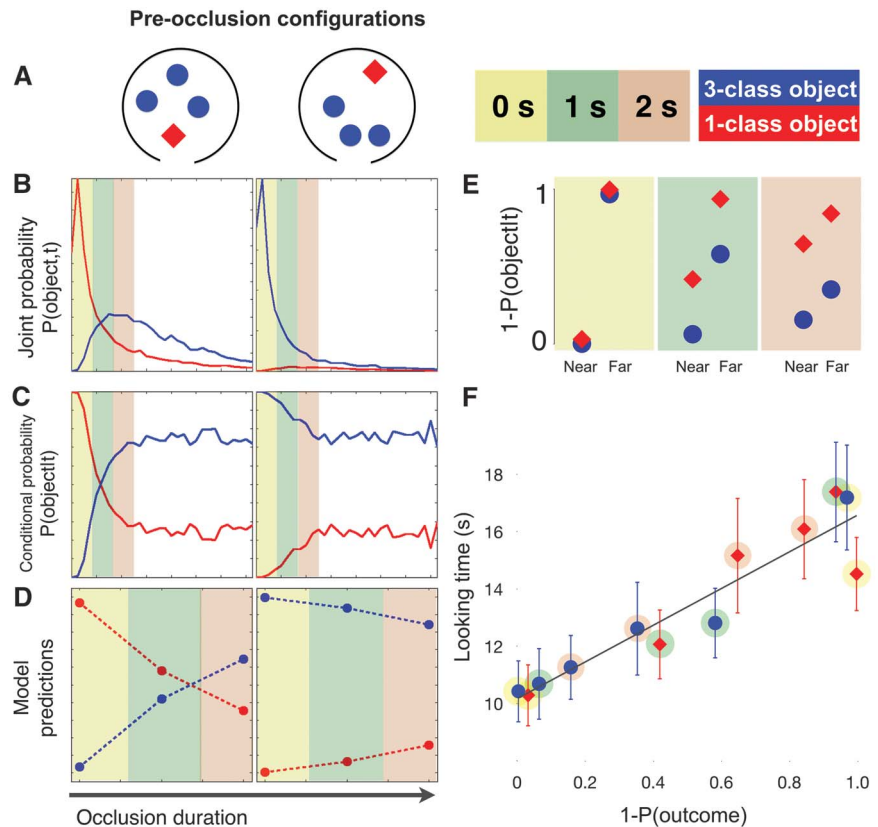 Pre-occlusion configurations
A
0 s 1 s 2 s
3-class object
1-class object
B
Joint probability
P(object,t)
E
1-P(object|t)
1
0
Near Far Near Far Near Far
C
Conditional probability
P(object|t)
D
Model
predictions
Occlusion duration
F
Looking time (s)
18
16
14
12
10
0 0.2 0.4 0.6 0.8 1.0
1-P(outcome)